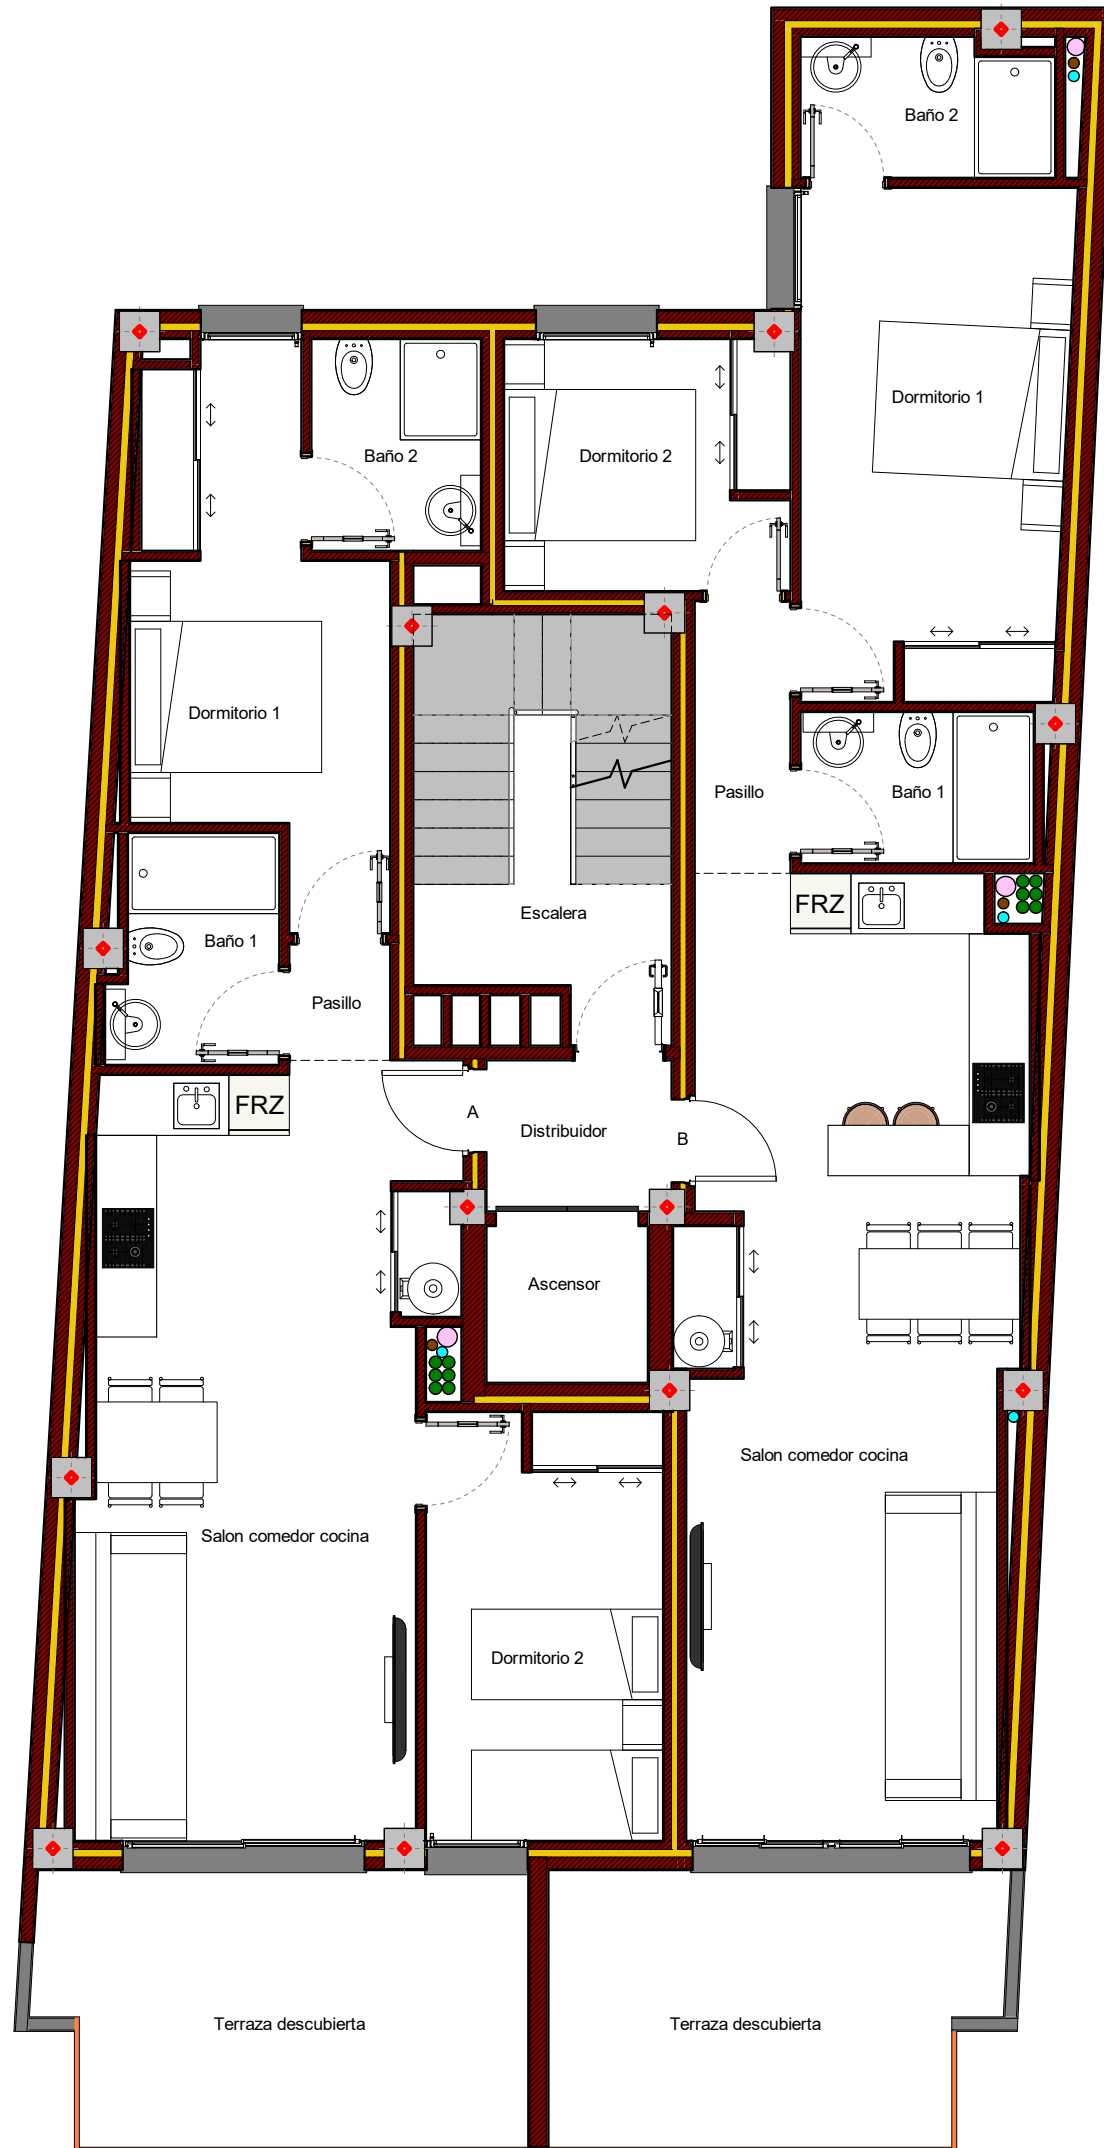 Baño 2
Dormitorio 1
Baño 2
Dormitorio 2
Dormitorio 1
Pasillo
Baño 1
FRZ
Escalera
Baño 1
Pasillo
FRZ
A
Distribuidor
B
Ascensor
Salon comedor cocina
Salon comedor cocina
Dormitorio 2
Terraza descubierta
Terraza descubierta